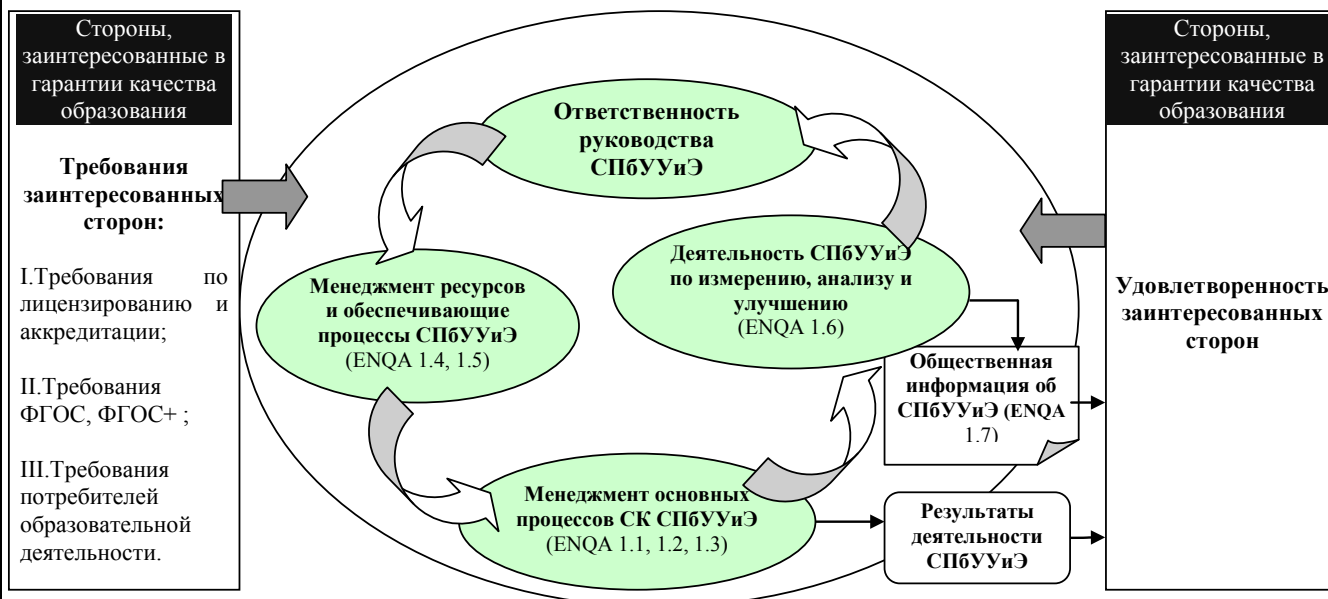 Стороны,
заинтересованные в
гарантии качества
образования
Требования
заинтересованных
сторон:
I.Требования по
лицензированию и
аккредитации;
II.Требования
ФГОС, ФГОС+ ;
III.Требования
потребителей
образовательной
деятельности.
Ответственность
руководства
СПбУУиЭ
Менеджмент ресурсов
и обеспечивающие
процессы СПбУУиЭ
(ENQA 1.4, 1.5)
Деятельность СПбУУиЭ
по измерению, анализу и
улучшению
(ENQA 1.6)
Менеджмент основных
процессов СК СПбУУиЭ
(ENQA 1.1, 1.2, 1.3)
Общественная
информация об
СПбУУиЭ (ENQA
1.7)
Результаты
деятельности
СПбУУиЭ
Стороны,
заинтересованные в
гарантии качества
образования
Удовлетворенность
заинтересованных
сторон